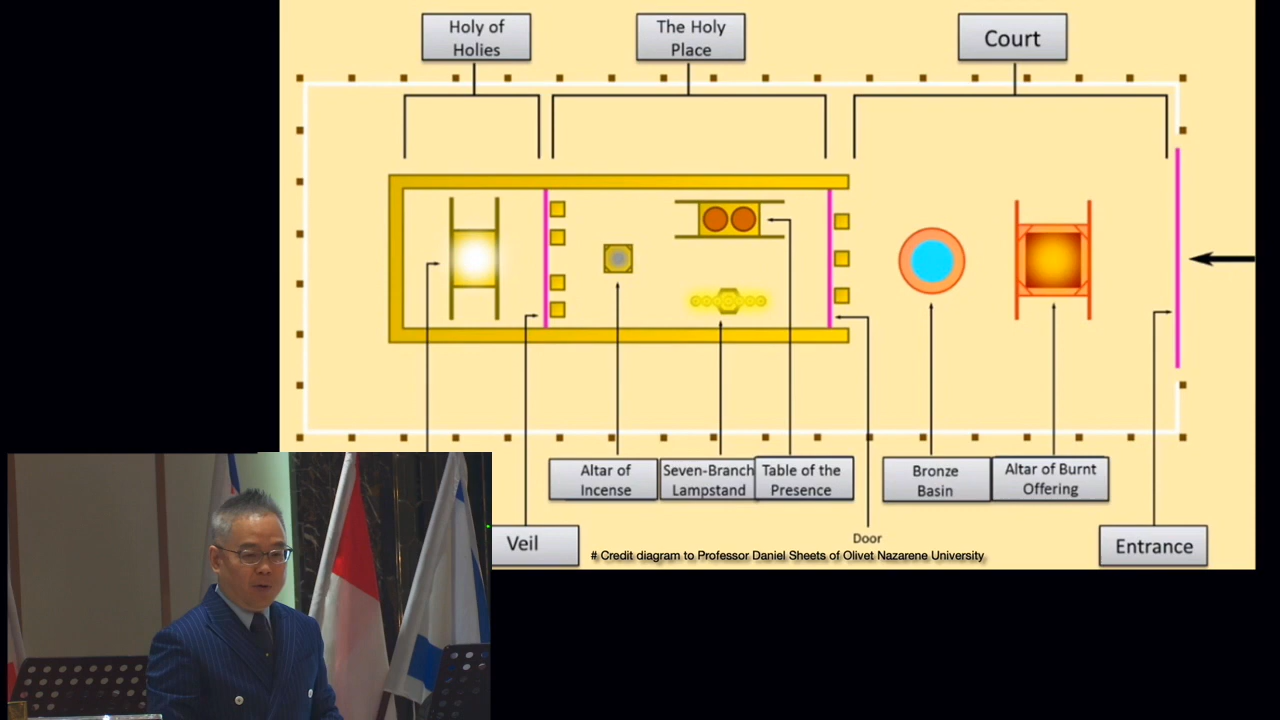 Holy of
Holies
The Holy
Place
Court
Altar of
Incense
Seven-Branch
Lampstand
Table of the
Presence
Bronze
Basin
Altar of Burnt
Offering
Veil
Door
Entrance
# Credit diagram to Professor Daniel Sheets of Olivet Nazarene University